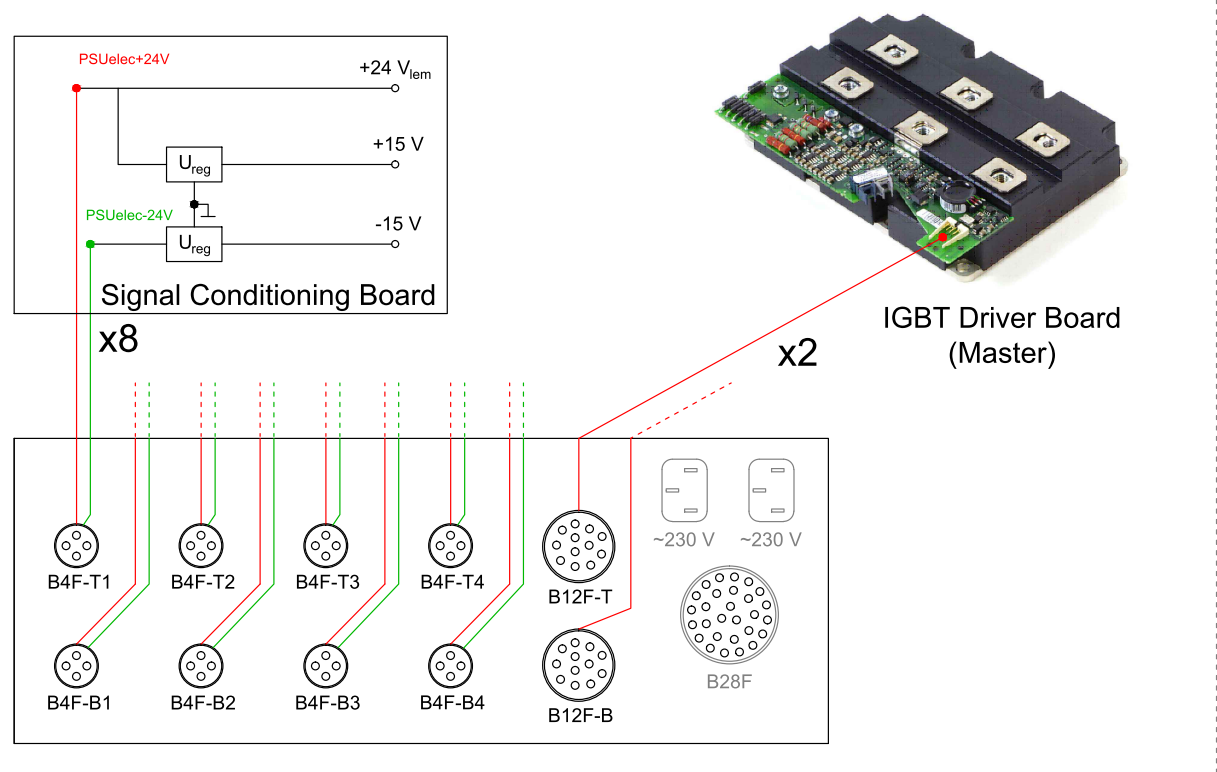 PSUelec+24V
+24 Vlem
+15 V
Ureg
PSUelec-24V
-15 V
Ureg
Signal Conditioning Board
x8
IGBT Driver Board
(Master)
x2
~230 V
~230 V
B4F-T1
B4F-T2
B4F-T3
B4F-T4
B12F-T
B28F
B4F-B1
B4F-B2
B4F-B3
B4F-B4
B12F-B